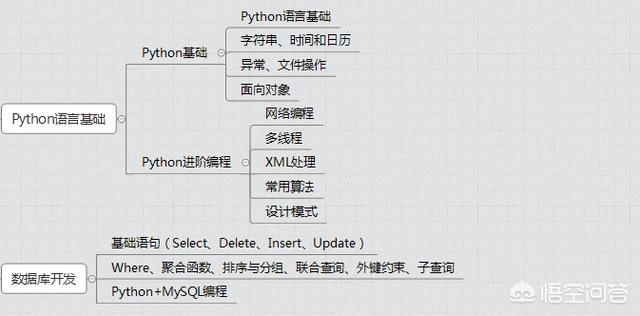 Python语言基础
Python基础
Python语言基础
字符串、时间和日历
异常、文件操作
面向对象
Python进阶编程
网络编程
多线程
XML处理
常用算法
设计模式
数据库开发
基础语句（Select、Delete、Insert、Update）
Where、聚合函数、排序与分组、联合查询、外键约束、子查询
Python+MySQL编程
悟空问答